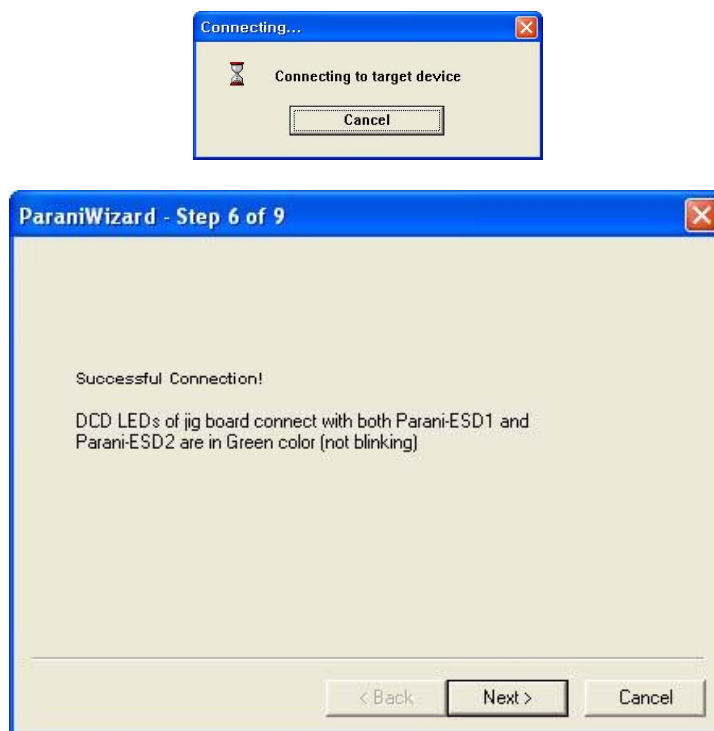 Connecting...
Connecting to target device
Cancel
ParaniWizard - Step 6 of 9
Successful Connection!
DCD LEDs of jig board connect with both Parani-ESD1 and
Parani-ESD2 are in Green color (not blinking)
< Back Next > Cancel